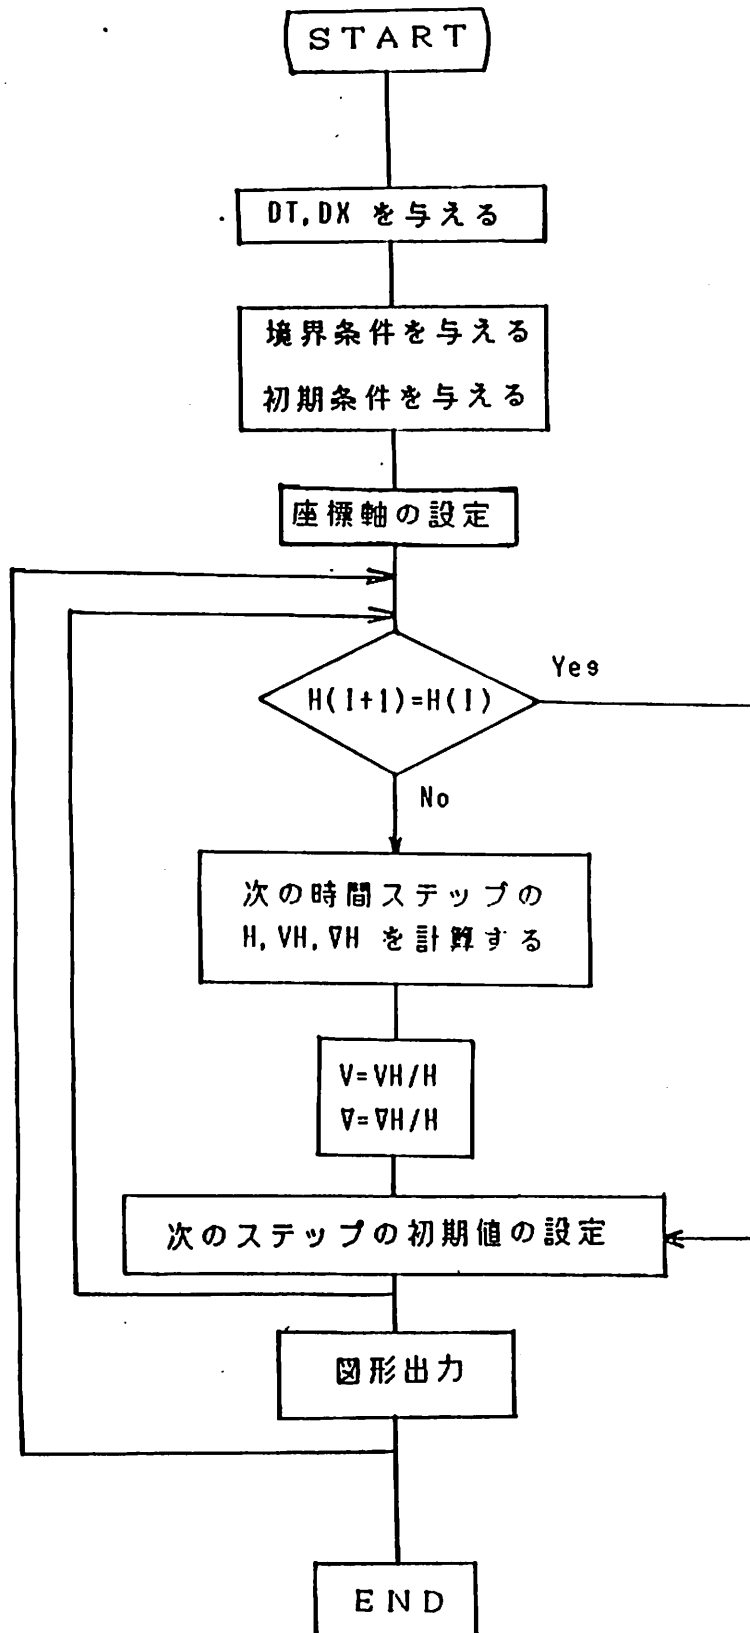 START
DT,DX を与える
境界条件を与える
初期条件を与える
座標軸の設定
H(I+1)=H(I)
Yes
No
次の時間ステップの
H,VH,∇H を計算する
V=VH/H
∇=∇H/H
次のステップの初期値の設定
図形出力
END